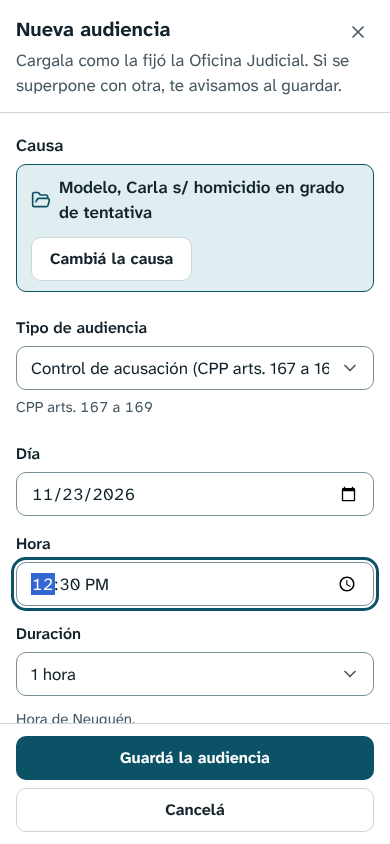 Nueva audiencia
Cargala como la fijó la Oficina Judicial. Si se
superpone con otra, te avisamos al guardar.
Causa
Modelo, Carla s/ homicidio en grado
de tentativa
Cambiá la causa
Tipo de audiencia
Control de acusación (CPP arts. 167 a 16
CPP arts. 167 a 169
Día
11/23/2026
Hora
12:30 PM
Duración
1 hora
Hora de Neuquén.
Guardá la audiencia
Cancelá